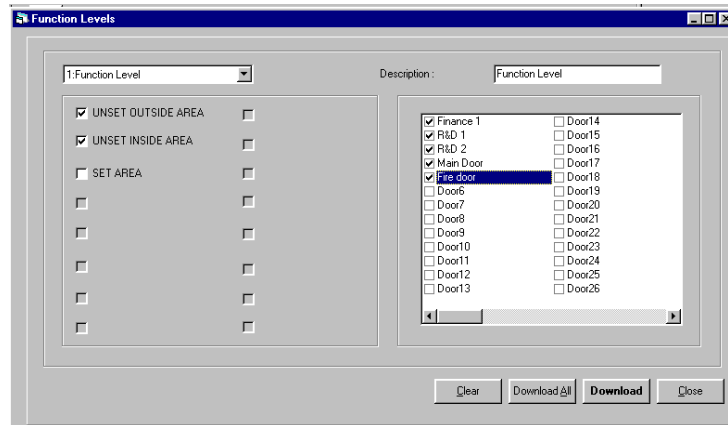 Function Levels
1:Function Level
Description :
Function Level
UNSET OUTSIDE AREA
UNSET INSIDE AREA
SET AREA
Finance 1
R&D 1
R&D 2
Main Door
Fire door
Door6
Door7
Door8
Door9
Door10
Door11
Door12
Door13
Door14
Door15
Door16
Door17
Door18
Door19
Door20
Door21
Door22
Door23
Door24
Door25
Door26
Clear
Download All
Download
Close